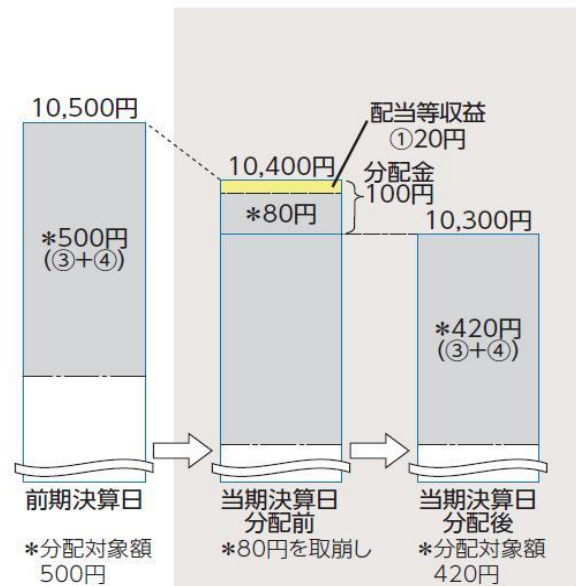 10,500円
*500円
(③+④)
前期決算日
*分配対象額
500円
配当等収益
①20円
10,400円
分配金
100円
*80円
当期決算日
分配前
*80円を取崩し
10,300円
*420円
(③+④)
当期決算日
分配後
*分配対象額
420円